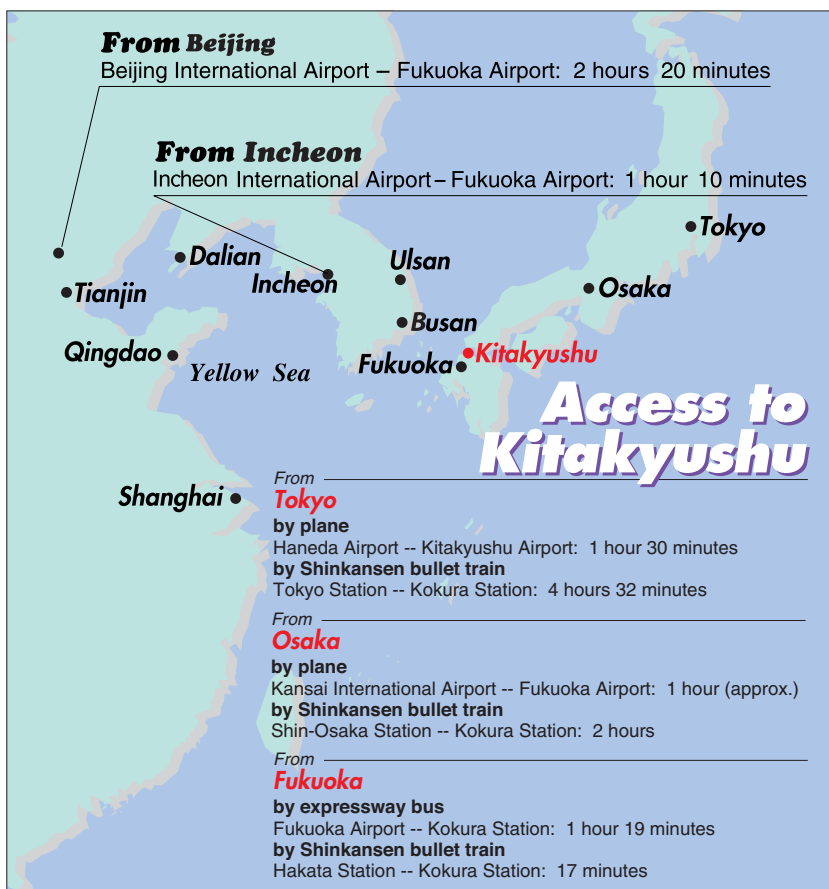 From Beijing
Beijing International Airport – Fukuoka Airport: 2 hours 20 minutes
From Incheon
Incheon International Airport – Fukuoka Airport: 1 hour 10 minutes
Tokyo
Dalian
Ulsan
Incheon
Osaka
Tianjin
Busan
Qingdao
Kitakyushu
Fukuoka
Yellow Sea
Access to
Kitakyushu
Shanghai
From
Tokyo
by plane
Haneda Airport -- Kitakyushu Airport: 1 hour 30 minutes
by Shinkansen bullet train
Tokyo Station -- Kokura Station: 4 hours 32 minutes
From
Osaka
by plane
Kansai International Airport -- Fukuoka Airport: 1 hour (approx.)
by Shinkansen bullet train
Shin-Osaka Station -- Kokura Station: 2 hours
From
Fukuoka
by expressway bus
Fukuoka Airport -- Kokura Station: 1 hour 19 minutes
by Shinkansen bullet train
Hakata Station -- Kokura Station: 17 minutes